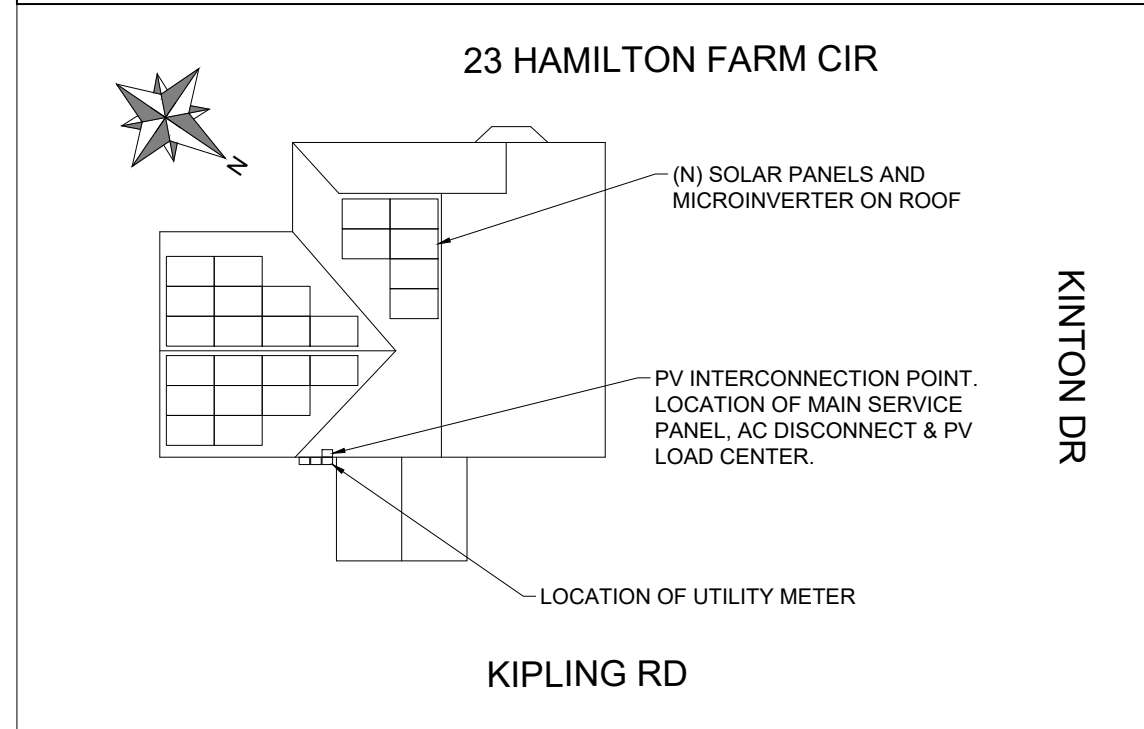 23 HAMILTON FARM CIR
N
(N) SOLAR PANELS AND
MICROINVERTER ON ROOF
KINTON DR
PV INTERCONNECTION POINT.
LOCATION OF MAIN SERVICE
PANEL, AC DISCONNECT & PV
LOAD CENTER.
LOCATION OF UTILITY METER
KIPLING RD